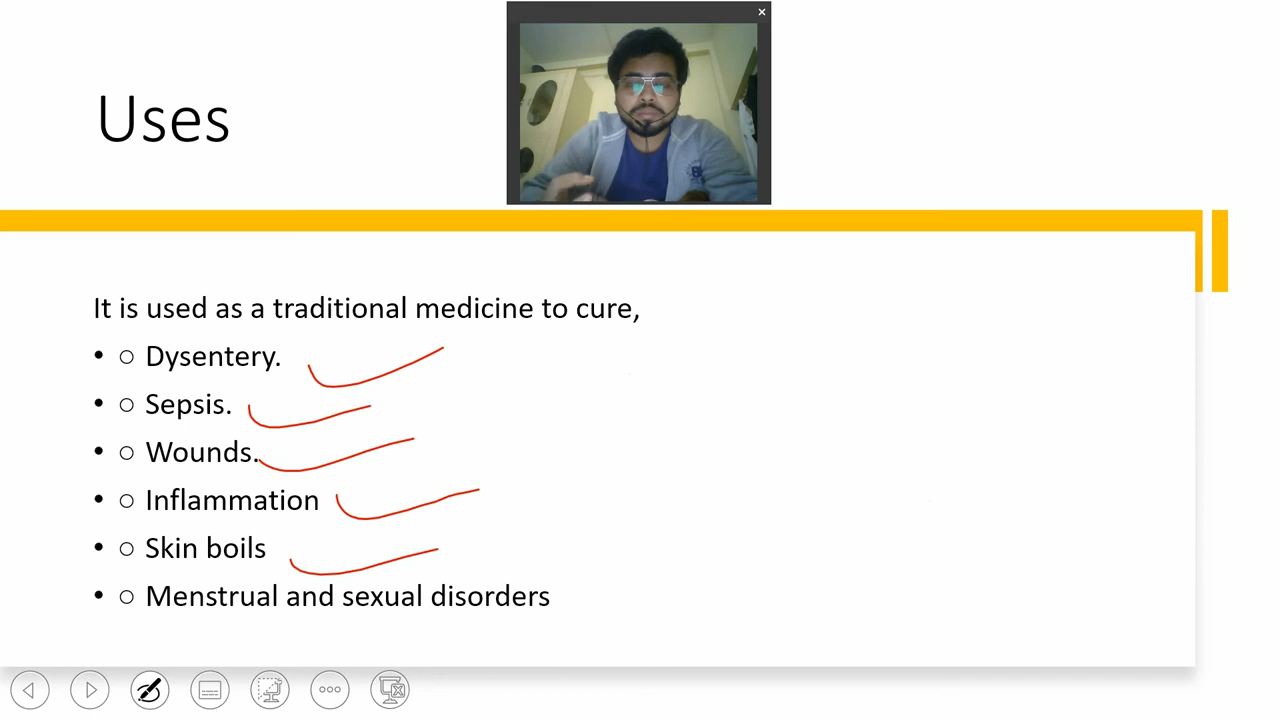 Uses
It is used as a traditional medicine to cure,
• ○ Dysentery.
• ○ Sepsis.
• ○ Wounds.
• ○ Inflammation
• ○ Skin boils
• ○ Menstrual and sexual disorders